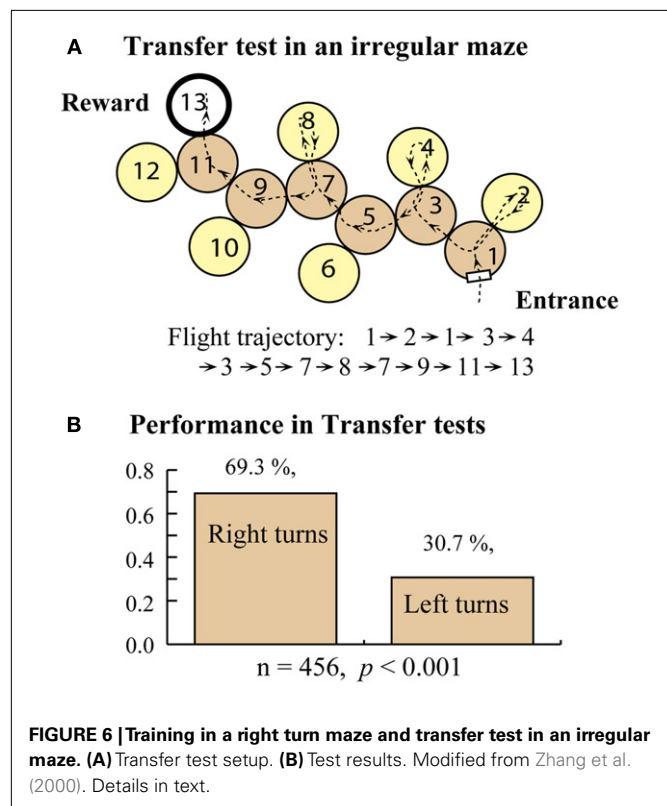 A Transfer test in an irregular maze
Reward
13
8
4
12
11
9
7
2
5
3
10
6
1
Entrance
Flight trajectory: 1➔2➔1➔3➔4
➔3➔5➔7➔8➔7➔9➔11➔13
B Performance in Transfer tests
69.3 %,
0.8
0.6
Right turns
30.7 %,
0.4
Left turns
0.2
0.0
n = 456, p < 0.001
FIGURE 6 | Training in a right turn maze and transfer test in an irregular
maze. (A) Transfer test setup. (B) Test results. Modified from Zhang et al.
(2000). Details in text.